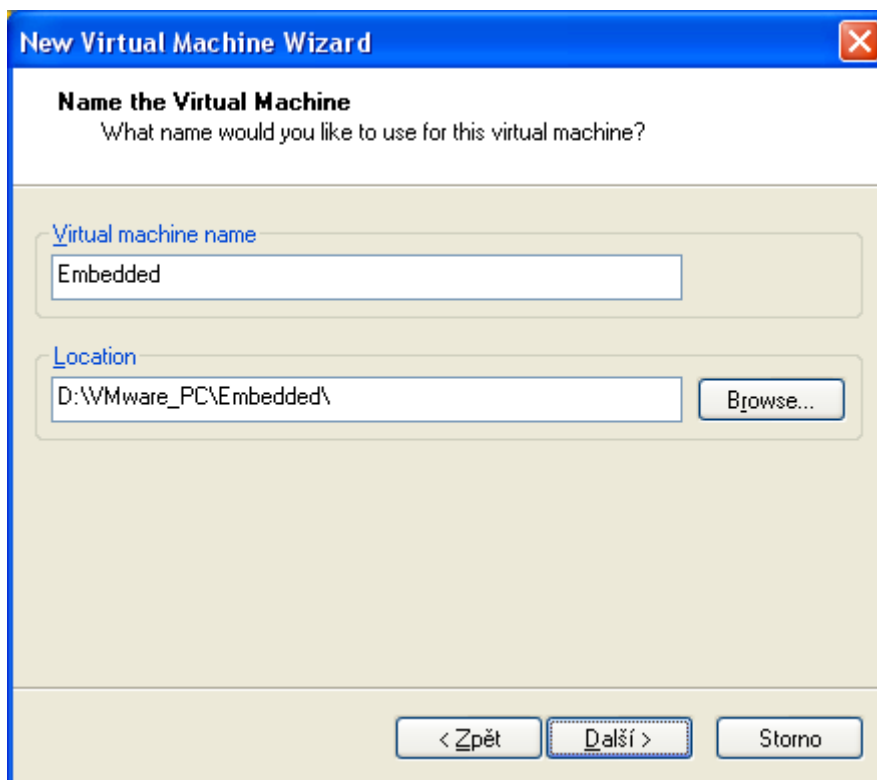 New Virtual Machine Wizard
Name the Virtual Machine
What name would you like to use for this virtual machine?
Virtual machine name
Embedded
Location
D:\VMware_PC\Embedded\
Browse...
< Zpět
Další >
Storno